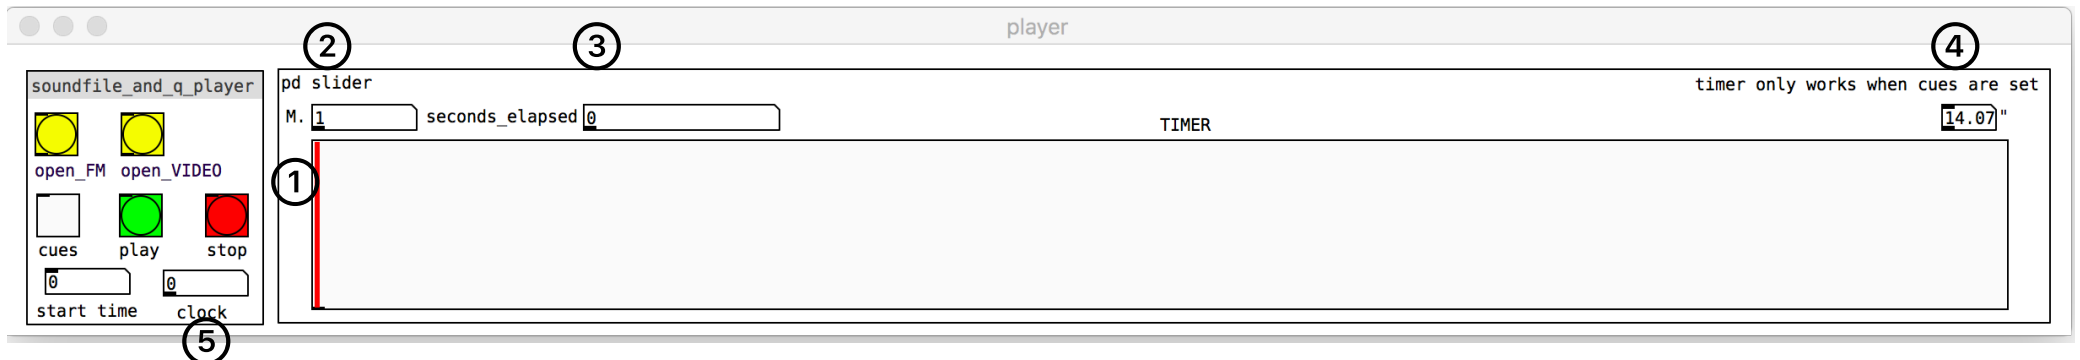 player
2
3
4
soundfile_and_q_player
open_FM open_VIDEO
cues play stop
0 0
start time clock
5
pd slider
timer only works when cues are set
M. 1 seconds_elapsed 0
TIMER
14.07"
1